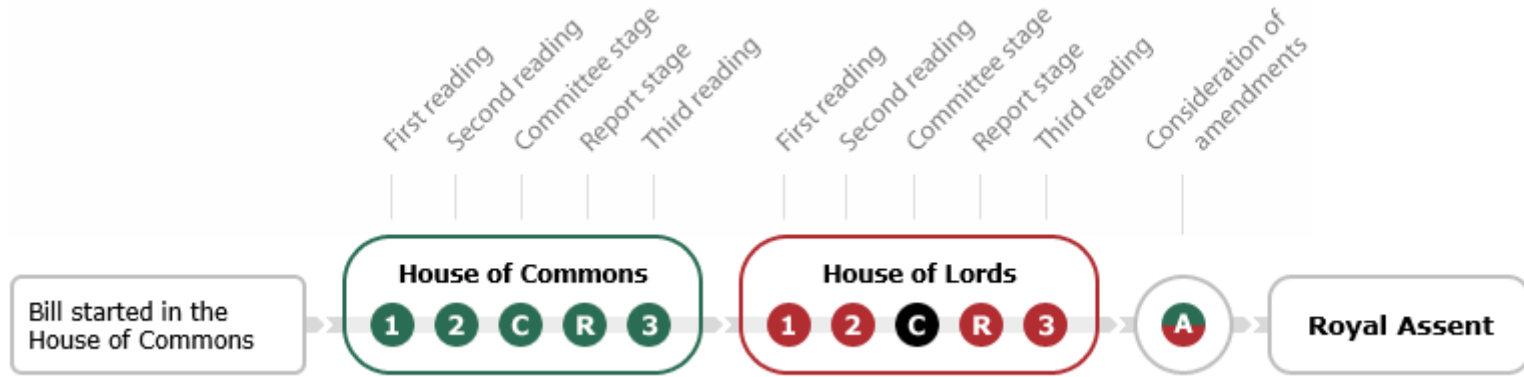 First reading
Second reading
Committee stage
Report stage
Third reading
First reading
Second reading
Committee stage
Report stage
Third reading
Consideration of
amendments
Bill started in the
House of Commons
House of Commons
1 2 C R 3
House of Lords
1 2 C R 3
A
Royal Assent